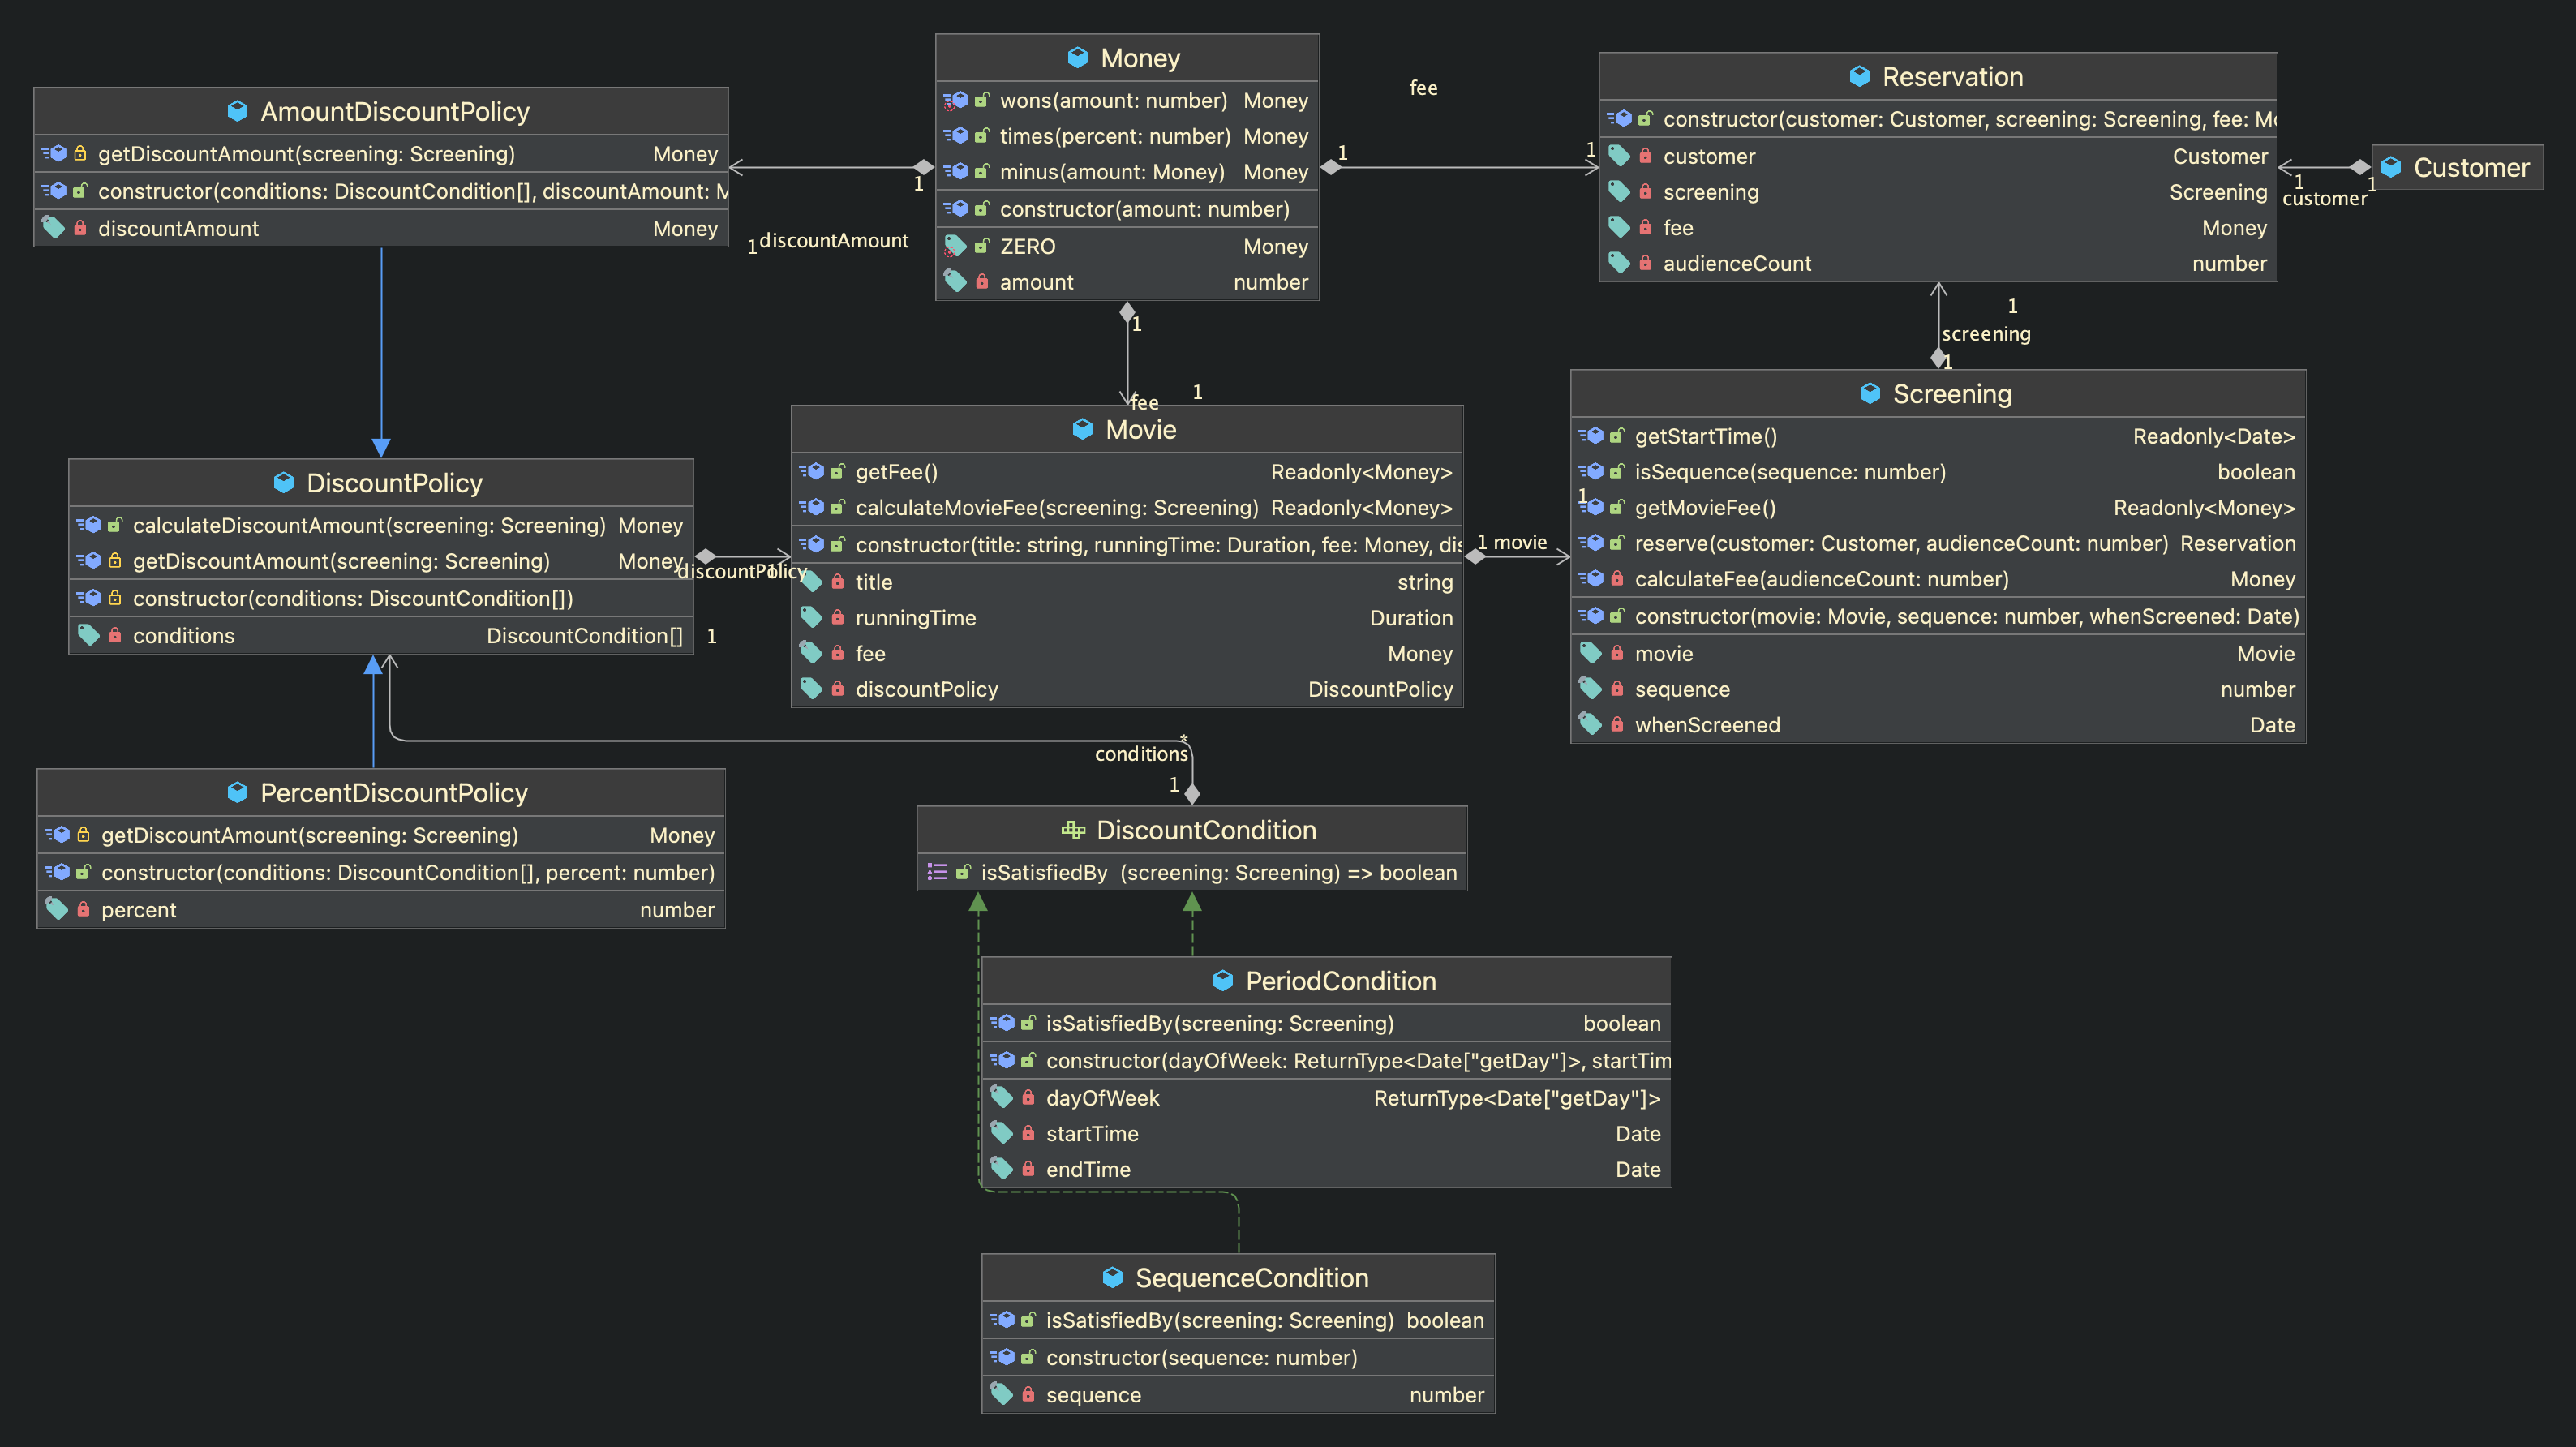 AmountDiscountPolicy
getDiscountAmount(screening: Screening) Money
constructor(conditions: DiscountCondition[], discountAmount: M
discountAmount Money
1
1 discountAmount
Money
wons(amount: number) Money
times(percent: number) Money
minus(amount: Money) Money
constructor(amount: number)
ZERO Money
amount number
1
fee
1
Reservation
constructor(customer: Customer, screening: Screening, fee: Mo
customer Customer
screening Screening
fee Money
audienceCount number
1
customer
1
Customer
1
fee
1
1
screening
1
DiscountPolicy
calculateDiscountAmount(screening: Screening) Money
getDiscountAmount(screening: Screening) Money
constructor(conditions: DiscountCondition[])
conditions DiscountCondition[]
discountPolicy
1
1
Movie
getFee() Readonly<Money>
calculateMovieFee(screening: Screening) Readonly<Money>
constructor(title: string, runningTime: Duration, fee: Money, dis
title string
runningTime Duration
fee Money
discountPolicy DiscountPolicy
1 movie
1
Screening
getStartTime() Readonly<Date>
isSequence(sequence: number) boolean
getMovieFee() Readonly<Money>
reserve(customer: Customer, audienceCount: number) Reservation
calculateFee(audienceCount: number) Money
constructor(movie: Movie, sequence: number, whenScreened: Date)
movie Movie
sequence number
whenScreened Date
*
conditions
1
PercentDiscountPolicy
getDiscountAmount(screening: Screening) Money
constructor(conditions: DiscountCondition[], percent: number)
percent number
DiscountCondition
isSatisfiedBy (screening: Screening) => boolean
PeriodCondition
isSatisfiedBy(screening: Screening) boolean
constructor(dayOfWeek: ReturnType<Date["getDay"]>, startTim
dayOfWeek ReturnType<Date["getDay"]>
startTime Date
endTime Date
SequenceCondition
isSatisfiedBy(screening: Screening) boolean
constructor(sequence: number)
sequence number